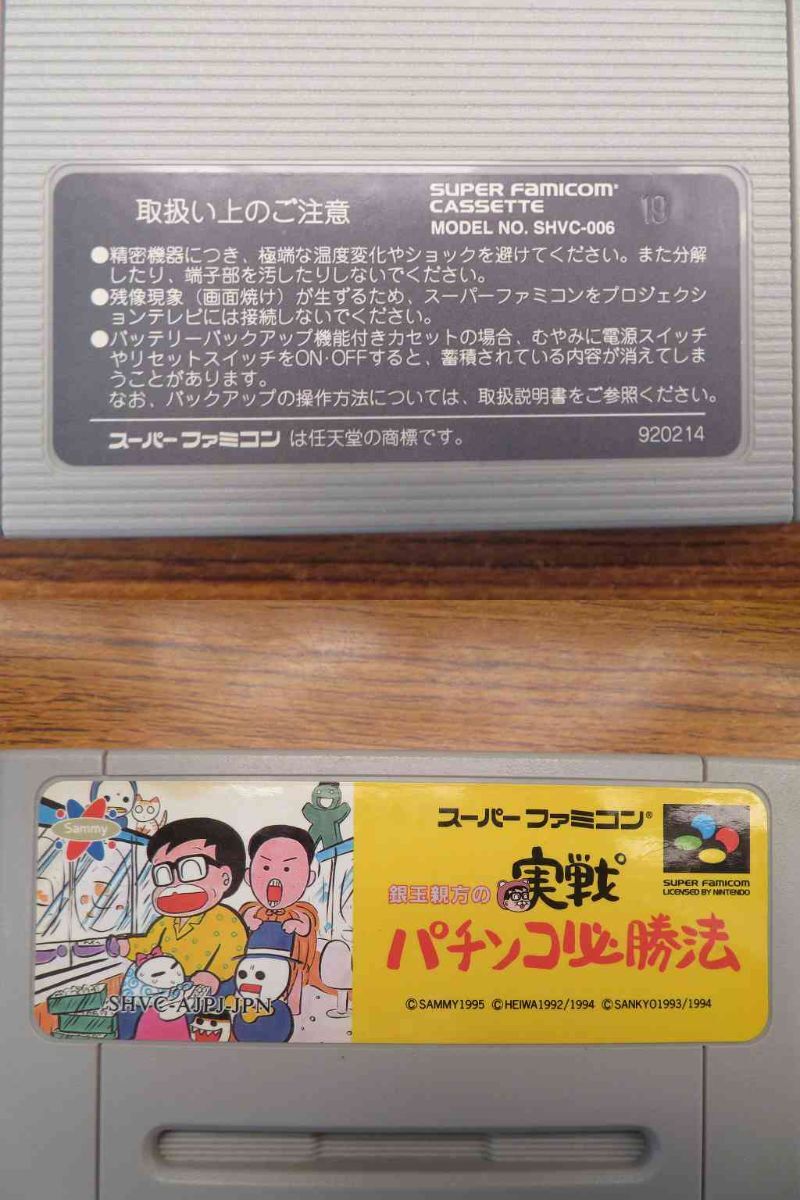 取扱い上のご注意
SUPER FAMICOM
CASSETTE
MODEL NO. SHVC-006
19
●精密機器につき、極端な温度変化やショックを避けてください。また分解
したり、端子部を汚したりしないでください。
●残像現象（画面焼け）が生ずるため、スーパーファミコンをプロジェクシ
ョンテレビには接続しないでください。
●バッテリーバックアップ機能付きカセットの場合、むやみに電源スイッチ
やリセットスイッチをON・OFFすると、蓄積されている内容が消えてしま
うことがあります。
なお、バックアップの操作方法については、取扱説明書をご参照ください。
スーパーファミコン は任天堂の商標です。
920214
Sammy
SHVC-AJPJ-JPN
スーパーファミコン®
SUPER FAMICOM
LICENSED BY NINTENDO
銀玉親方の 実戦
パチンコ必勝法
©SAMMY1995 ©HEIWA1992/1994 ©SANKYO1993/1994